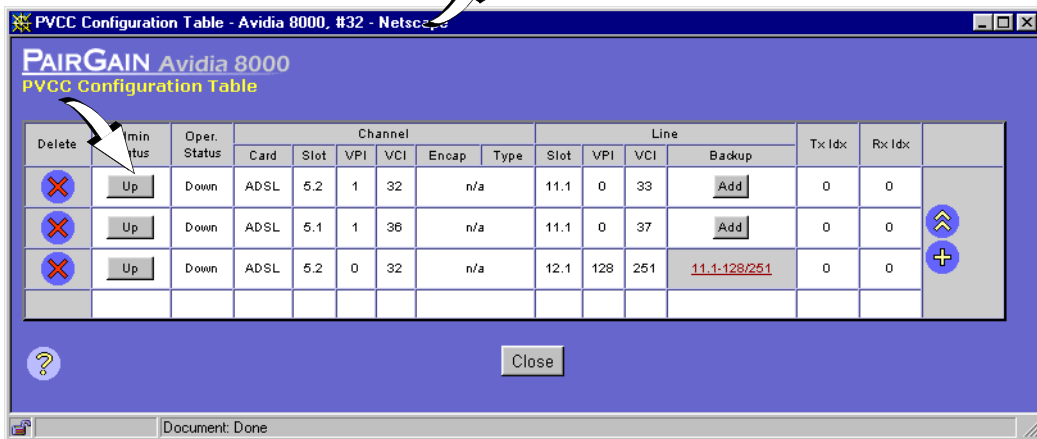 PVCC Configuration Table - Avidia 8000, #32 - Netscape
PAIRGAIN Avidia 8000
PVCC Configuration Table
Delete Oper. Status Channel Line Tx Idx Rx Idx
Card Slot VPI VCI Encap Type Slot VPI VCI Backup
Up Down ADSL 5.2 1 32 n/a 11.1 0 33 Add 0 0
Up Down ADSL 5.1 1 36 n/a 11.1 0 37 Add 0 0
Up Down ADSL 5.2 0 32 n/a 12.1 128 251 11.1-128/251 0 0
?
Close
Document: Done